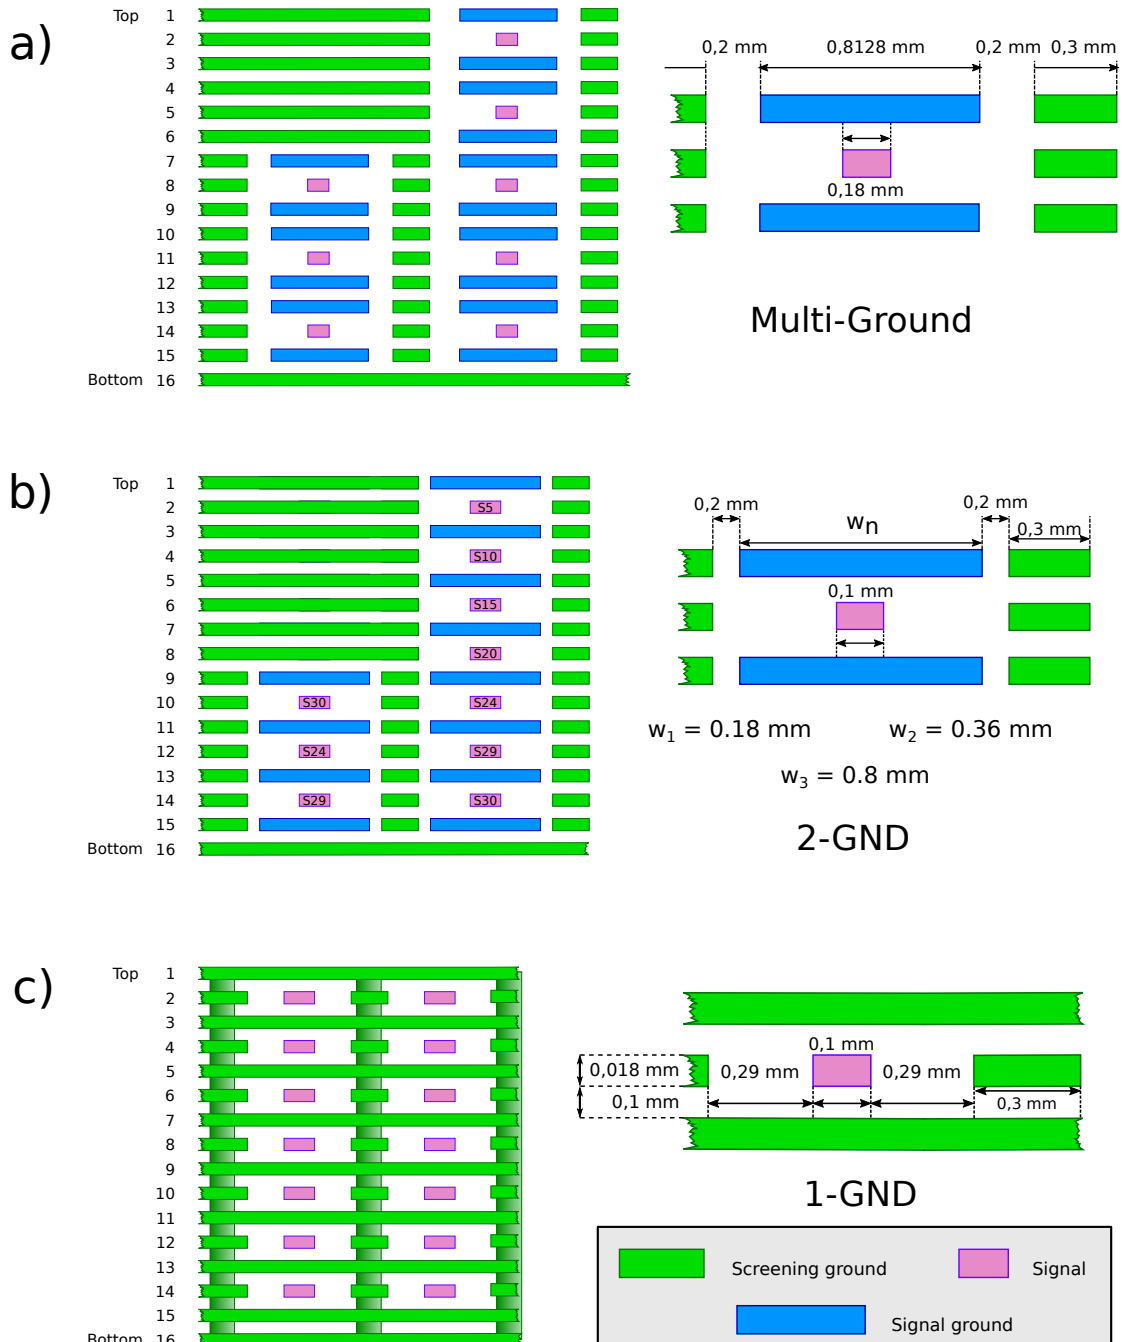 a)
Top 1
2
3
4
5
6
7
8
9
10
11
12
13
14
15
Bottom 16
0,2 mm 0,8128 mm 0,2 mm 0,3 mm
0,18 mm
Multi-Ground
b)
Top 1
2 S5
3
4 S10
5
6 S15
7
8 S20
9
10 S30 S24
11
12 S24 S29
13
14 S29 S30
15
Bottom 16
0,2 mm wn 0,2 mm
0,3 mm
0,1 mm
w1 = 0.18 mm w2 = 0.36 mm
w3 = 0.8 mm
2-GND
c)
Top 1
2
3
4
5
6
7
8
9
10
11
12
13
14
15
Bottom 16
0,1 mm
0,018 mm 0,29 mm 0,29 mm
0,1 mm 0,3 mm
1-GND
Screening ground Signal
Signal ground